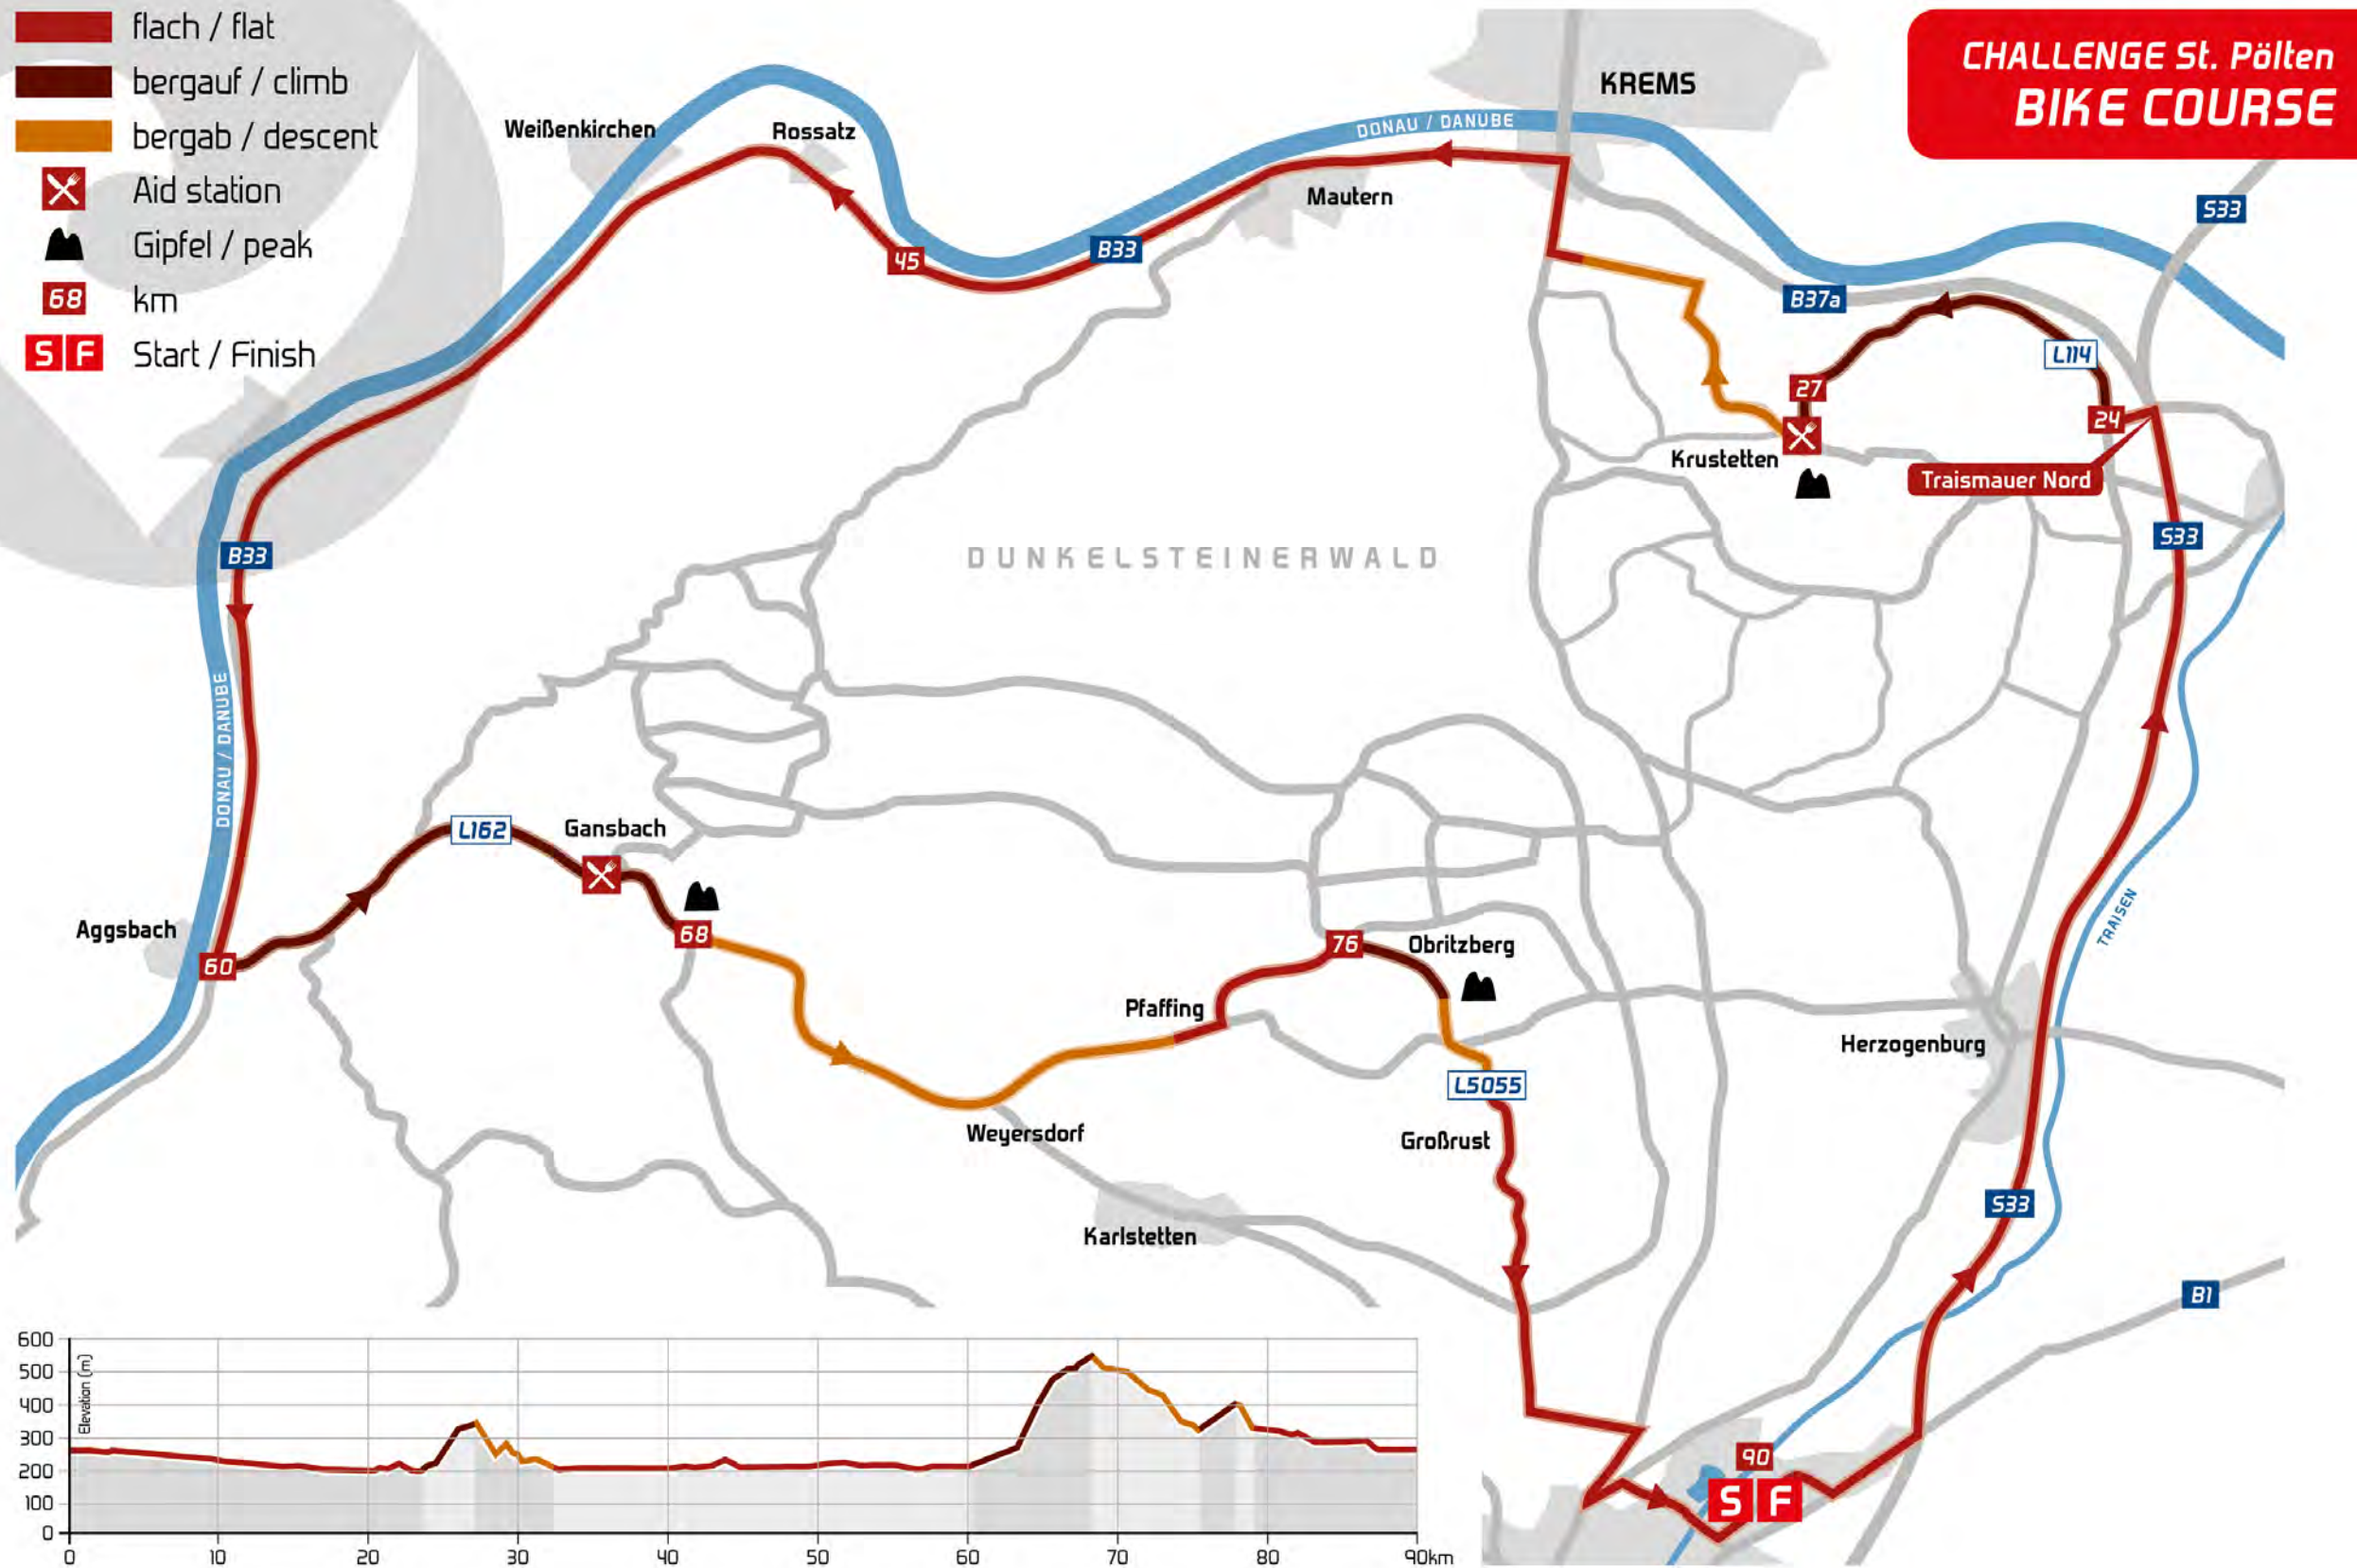 flach / flat
bergauf / climb
bergab / descent
Aid station
Gipfel / peak
68 km
S F Start / Finish
CHALLENGE St. Pölten
BIKE COURSE
KREMS
DONAU / DANUBE
Weißenkirchen
Rossatz
Mautern
S33
B33
45
B37a
L114
27
24
Krustetten
Traismauer Nord
S33
B33
DUNKELSTEINERWALD
DONAU / DANUBE
L162
Gansbach
Aggsbach
60
68
76
Obritzberg
TRAISEN
Pfaffing
Herzogenburg
L5055
Weyersdorf
Großrust
S33
Karlstetten
B1
90
S F
600
500
400
300
200
100
0
Elevation (m)
0 10 20 30 40 50 60 70 80 90km